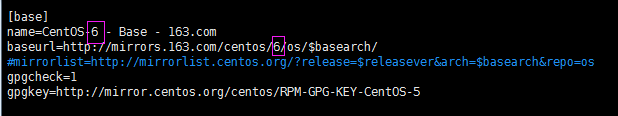 [base]
name=CentOS-6 - Base - 163.com
baseurl=http://mirrors.163.com/centos/6/os/$basearch/
#mirrorlist=http://mirrorlist.centos.org/?release=$releasever&arch=$basearch&repo=os
gpgcheck=1
gpgkey=http://mirror.centos.org/centos/RPM-GPG-KEY-CentOS-5